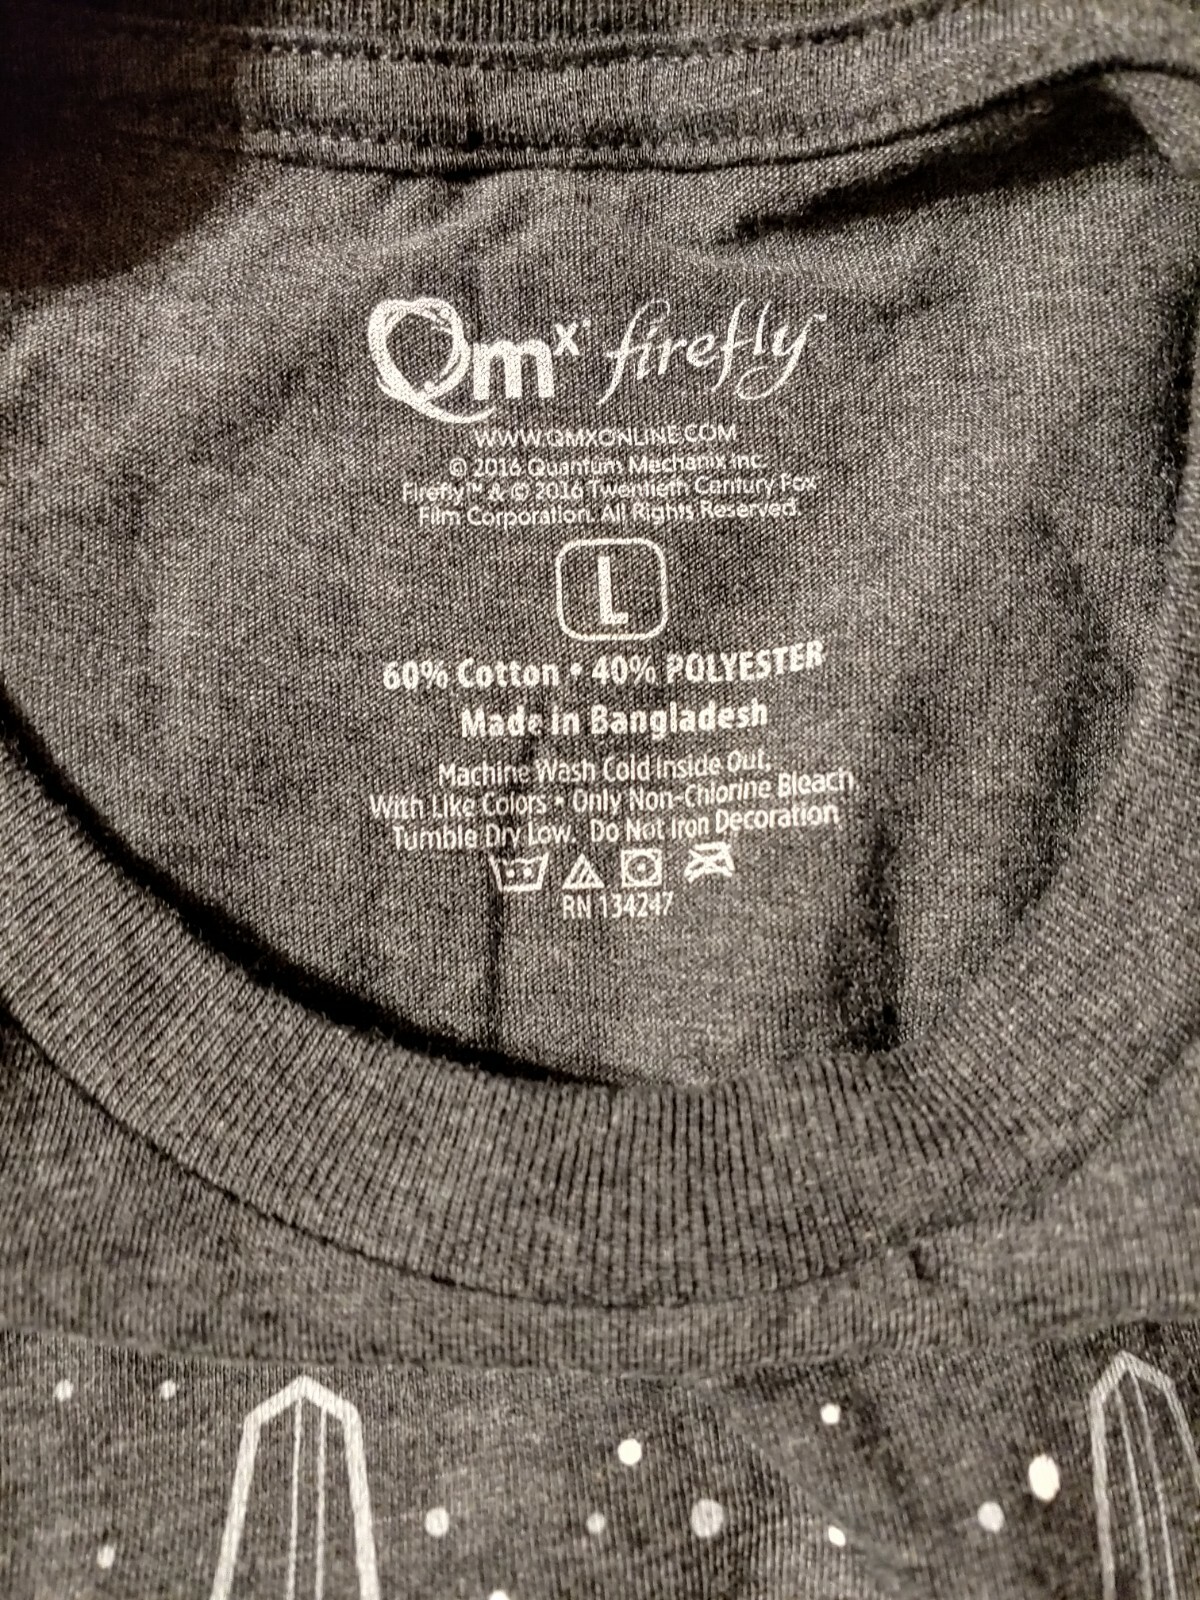 Qmx® firefly™
WWW.QMXONLINE.COM
© 2016 Quantum Mechanix Inc.
Firefly™ & © 2016 Twentieth Century Fox
Film Corporation. All Rights Reserved.
L
60% Cotton • 40% POLYESTER
Made in Bangladesh
Machine Wash Cold Inside Out,
With Like Colors • Only Non-Chlorine Bleach
Tumble Dry Low. Do Not Iron Decoration
RN 134247